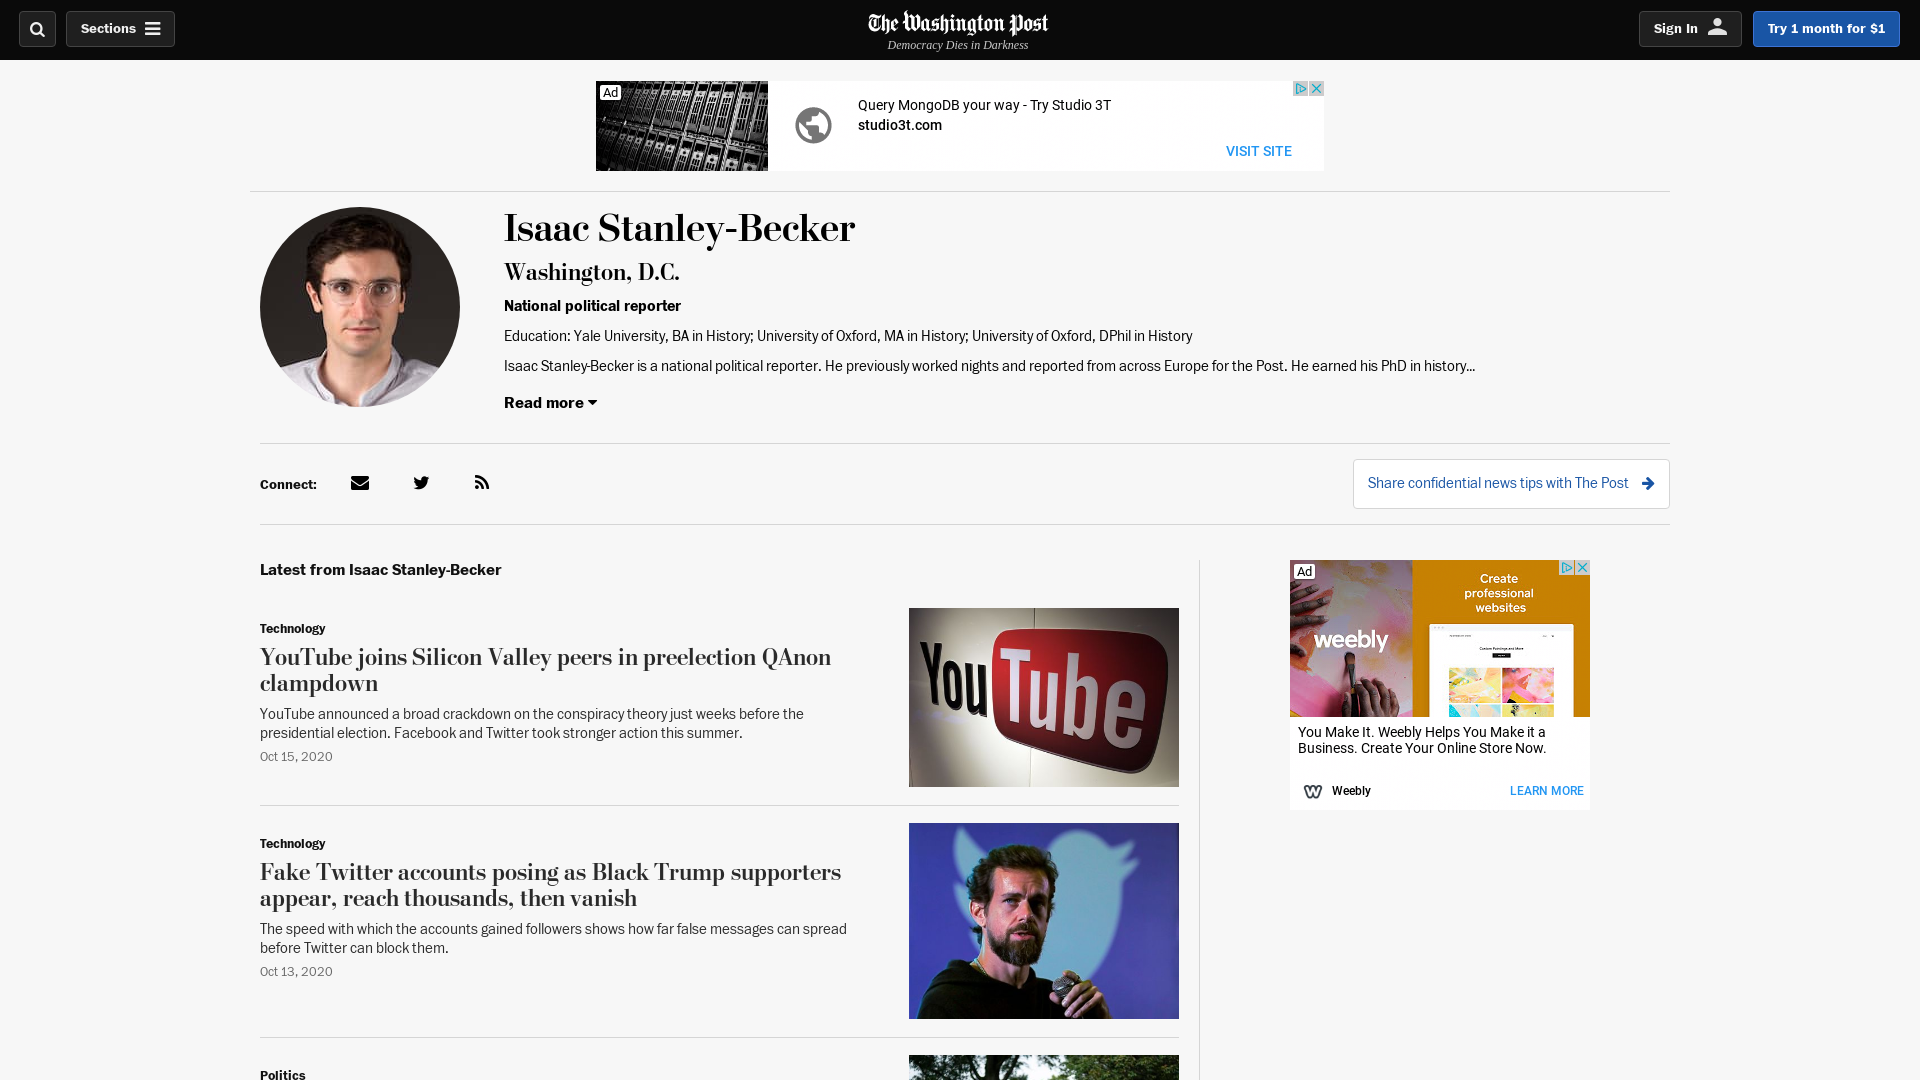 Sections
The Washington Post
Democracy Dies in Darkness
Sign In
Try 1 month for $1
Ad
Query MongoDB your way - Try Studio 3T
studio3t.com
VISIT SITE
Isaac Stanley-Becker
Washington, D.C.
National political reporter
Education: Yale University, BA in History; University of Oxford, MA in History; University of Oxford, DPhil in History
Isaac Stanley-Becker is a national political reporter. He previously worked nights and reported from across Europe for the Post. He earned his PhD in history...
Read more
Connect:
Share confidential news tips with The Post
Latest from Isaac Stanley-Becker
Technology
YouTube joins Silicon Valley peers in preelection QAnon
clampdown
YouTube announced a broad crackdown on the conspiracy theory just weeks before the
presidential election. Facebook and Twitter took stronger action this summer.
Oct 15, 2020
YouTube
Ad
weebly
Create
professional
websites
Custom Paintings and More
You Make It. Weebly Helps You Make it a
Business. Create Your Online Store Now.
Weebly
LEARN MORE
Technology
Fake Twitter accounts posing as Black Trump supporters
appear, reach thousands, then vanish
The speed with which the accounts gained followers shows how far false messages can spread
before Twitter can block them.
Oct 13, 2020
Politics